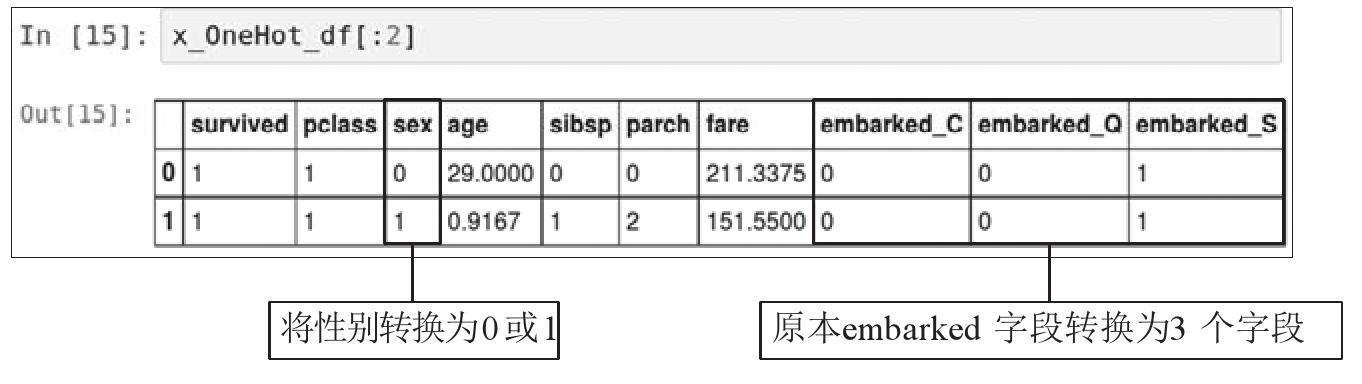 In [15]: x_OneHot_df[:2]
Out[15]:
survived pclass sex age sibsp parch fare embarked_C embarked_Q embarked_S
0 1 1 0 29.0000 0 0 211.3375 0 0 1
1 1 1 1 0.9167 1 2 151.5500 0 0 1
将性别转换为0或1
原本embarked 字段转换为3 个字段